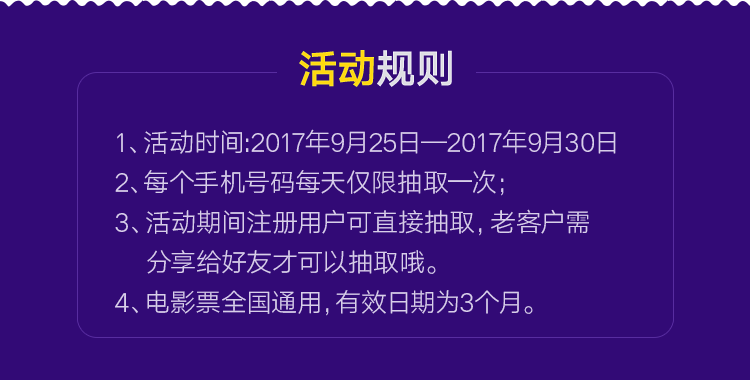 活动规则
1、活动时间:2017年9月25日—2017年9月30日
2、每个手机号码每天仅限抽取一次；
3、活动期间注册用户可直接抽取，老客户需
分享给好友才可以抽取哦。
4、电影票全国通用，有效日期为3个月。